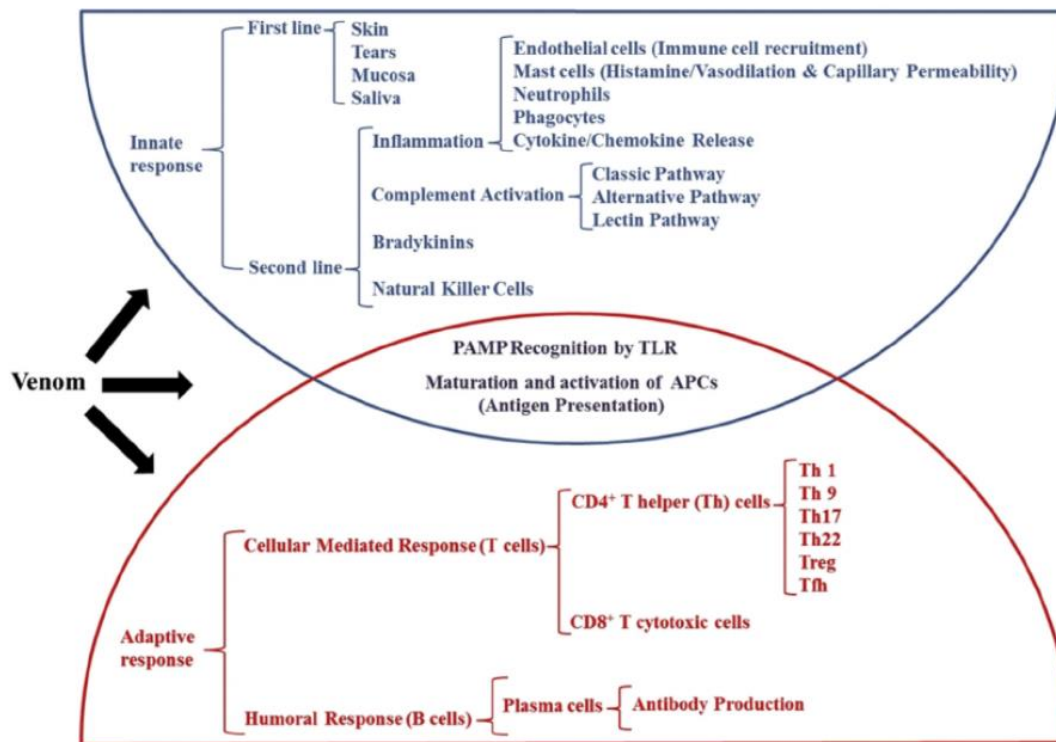 First line
Skin
Tears
Mucosa
Saliva
Endothelial cells (Immune cell recruitment)
Mast cells (Histamine/Vasodilation & Capillary Permeability)
Neutrophils
Phagocytes
Cytokine/Chemokine Release
Inflammation
Innate
response
Classic Pathway
Alternative Pathway
Lectin Pathway
Complement Activation
Bradykinins
Second line
Natural Killer Cells
PAMP Recognition by TLR
Maturation and activation of APCs
(Antigen Presentation)
Venom
Th 1
Th 9
Th17
Th22
Treg
Tfh
CD4⁺ T helper (Th) cells
Cellular Mediated Response (T cells)
CD8⁺ T cytotoxic cells
Adaptive
response
Humoral Response (B cells)
Plasma cells
Antibody Production